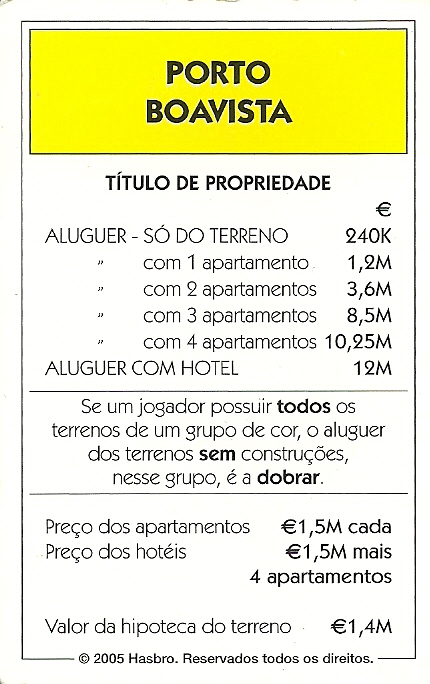 PORTO
BOAVISTA
TÍTULO DE PROPRIEDADE
€
ALUGUER - SÓ DO TERRENO 240K
" com 1 apartamento 1,2M
" com 2 apartamentos 3,6M
" com 3 apartamentos 8,5M
" com 4 apartamentos 10,25M
ALUGUER COM HOTEL 12M
Se um jogador possuir todos os
terrenos de um grupo de cor, o aluguer
dos terrenos sem construções,
nesse grupo, é a dobrar.
Preço dos apartamentos €1,5M cada
Preço dos hotéis €1,5M mais
4 apartamentos
Valor da hipoteca do terreno €1,4M
© 2005 Hasbro. Reservados todos os direitos.